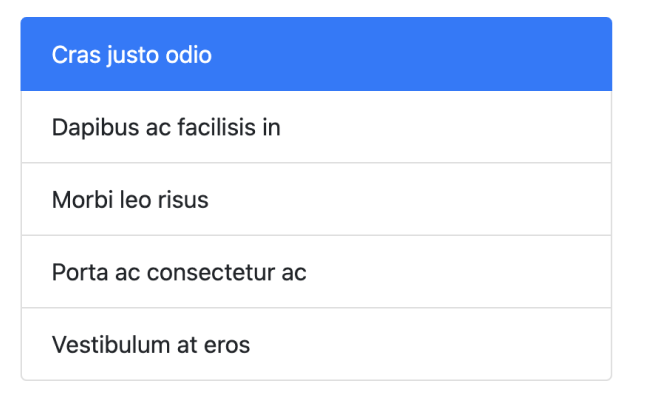 Cras justo odio
Dapibus ac facilisis in
Morbi leo risus
Porta ac consectetur ac
Vestibulum at eros